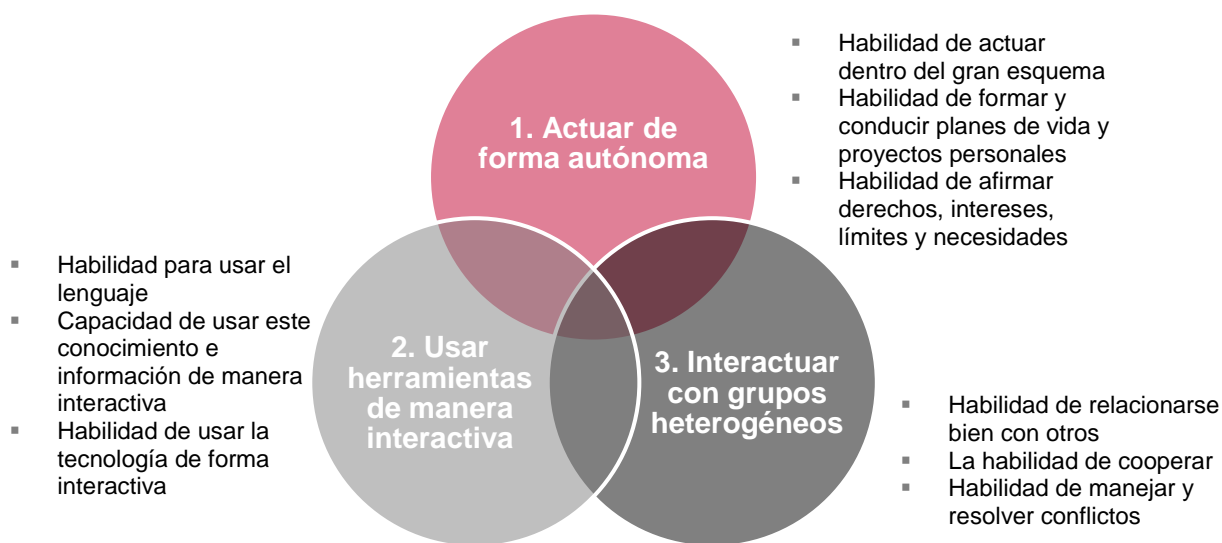 1. Actuar de
forma autónoma
▪ Habilidad de actuar
dentro del gran esquema
▪ Habilidad de formar y
conducir planes de vida y
proyectos personales
▪ Habilidad de afirmar
derechos, intereses,
límites y necesidades
▪ Habilidad para usar el
lenguaje
▪ Capacidad de usar este
conocimiento e
información de manera
interactiva
▪ Habilidad de usar la
tecnología de forma
interactiva
2. Usar
herramientas
de manera
interactiva
3. Interactuar
con grupos
heterogéneos
▪ Habilidad de relacionarse
bien con otros
▪ La habilidad de cooperar
▪ Habilidad de manejar y
resolver conflictos